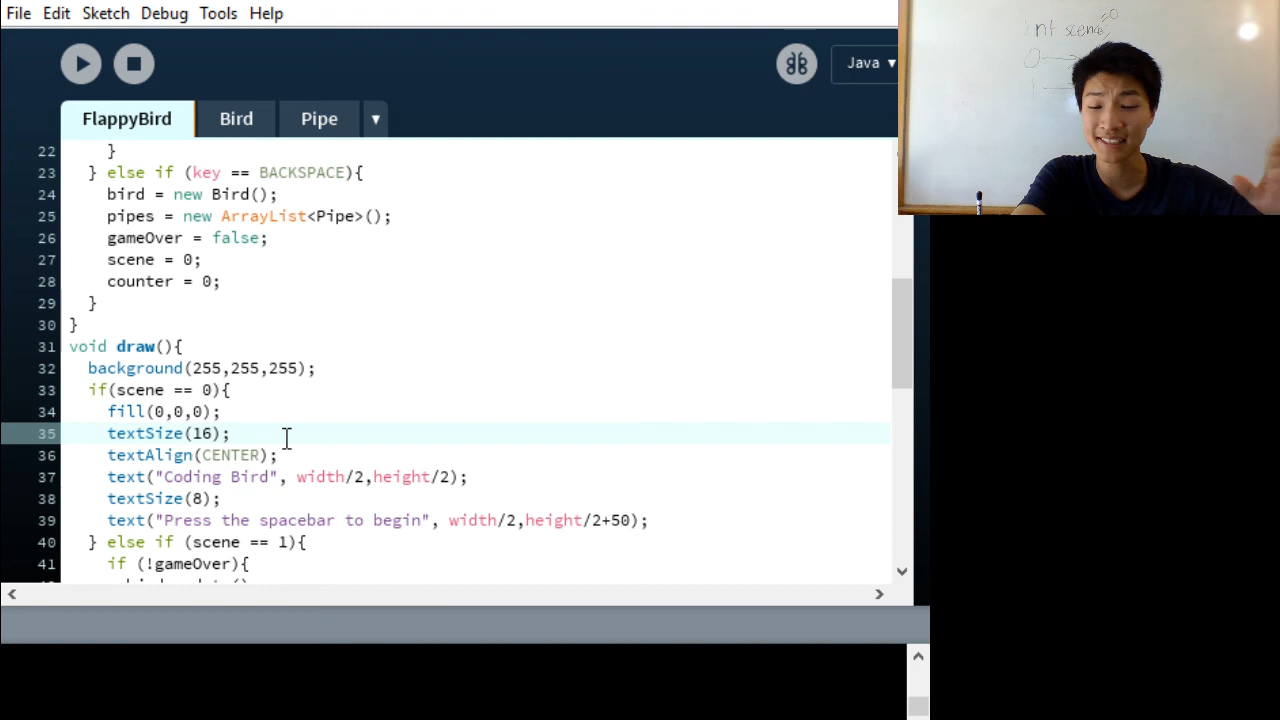 File Edit Sketch Debug Tools Help
Java ▾
FlappyBird Bird Pipe ▾
22 }
23 } else if (key == BACKSPACE){
24 bird = new Bird();
25 pipes = new ArrayList<Pipe>();
26 gameOver = false;
27 scene = 0;
28 counter = 0;
29 }
30 }
31 void draw(){
32 background(255,255,255);
33 if(scene == 0){
34 fill(0,0,0);
35 textSize(16);
36 textAlign(CENTER);
37 text("Coding Bird", width/2,height/2);
38 textSize(8);
39 text("Press the spacebar to begin", width/2,height/2+50);
40 } else if (scene == 1){
41 if (!gameOver){
int scene =0
0
1